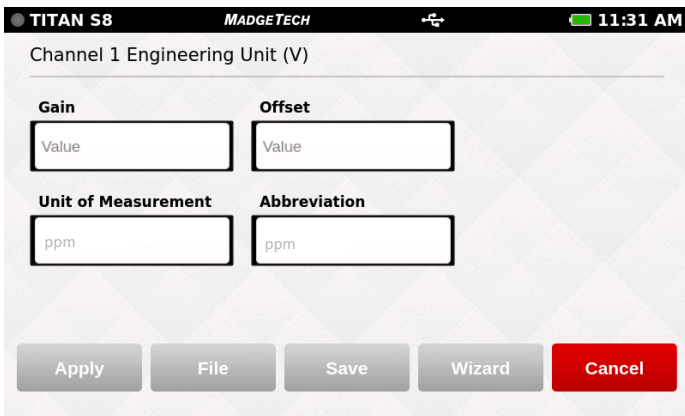 TITAN S8 MADGETECH 11:31 AM
Channel 1 Engineering Unit (V)
Gain Offset
Value Value
Unit of Measurement Abbreviation
ppm ppm
Apply File Save Wizard Cancel